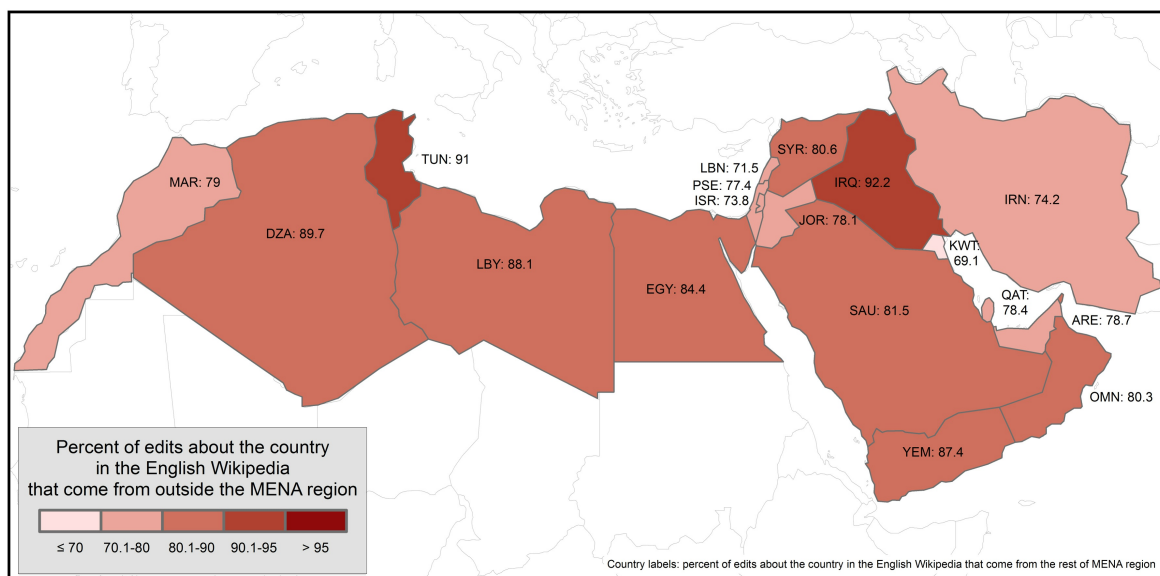 TUN: 91
LBN: 71.5
SYR: 80.6
MAR: 79
PSE: 77.4
IRQ: 92.2
ISR: 73.8
IRN: 74.2
JOR: 78.1
DZA: 89.7
KWT:
69.1
LBY: 88.1
EGY: 84.4
QAT:
78.4
SAU: 81.5
ARE: 78.7
OMN: 80.3
YEM: 87.4
Percent of edits about the country
in the English Wikipedia
that come from outside the MENA region
≤ 70 70.1-80 80.1-90 90.1-95 > 95
Country labels: percent of edits about the country in the English Wikipedia that come from the rest of MENA region